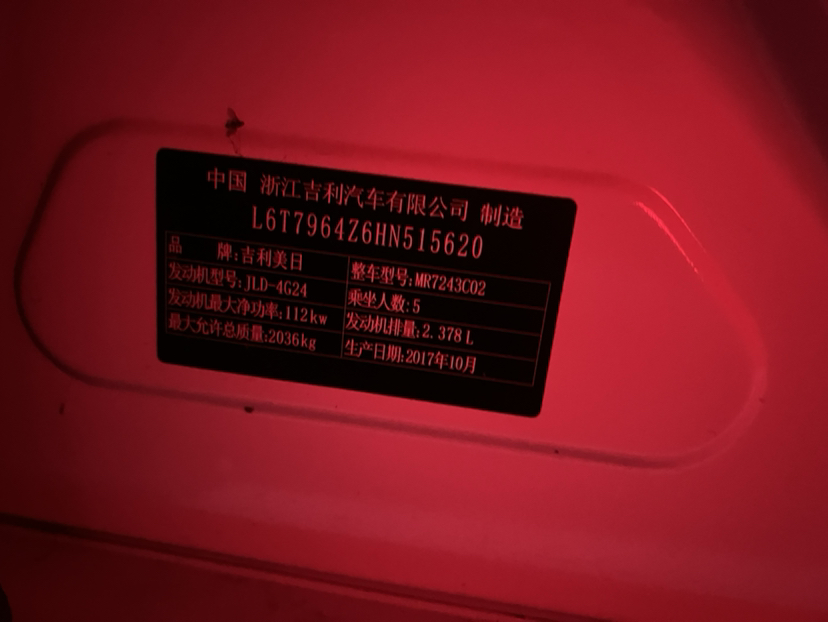 中国 浙江吉利汽车有限公司 制造
L6T7964Z6HN515620
品 牌:吉利美日 整车型号:MR7243C02
发动机型号:JLD-4G24 乘坐人数:5
发动机最大净功率:112kw 发动机排量:2.378L
最大允许总质量:2036kg 生产日期:2017年10月